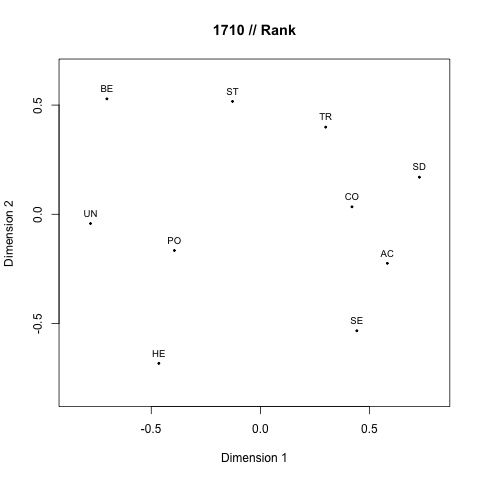 1710 // Rank
BE
ST
TR
SD
CO
UN
PO
AC
SE
HE
0.5
0.0
-0.5
Dimension 2
-0.5
0.0
0.5
Dimension 1